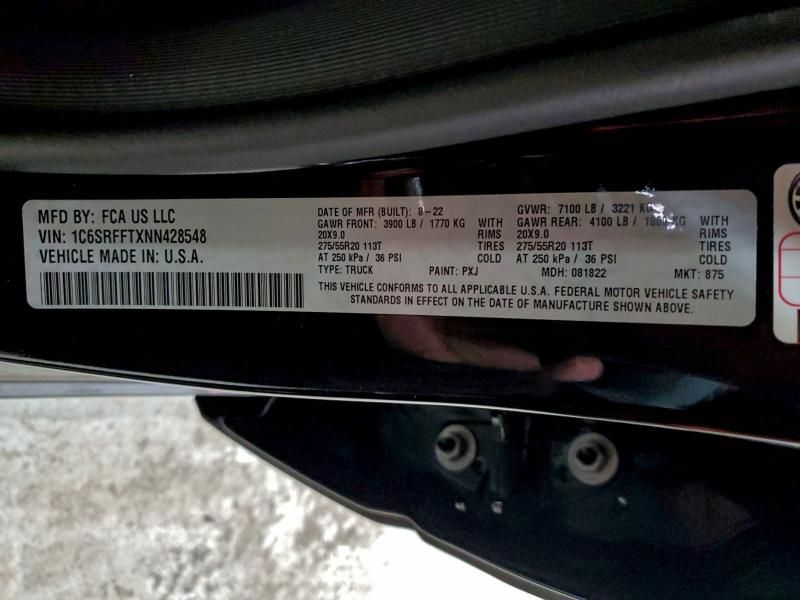 MFD BY: FCA US LLC
VIN: 1C6SRFFTXNN428548
VEHICLE MADE IN: U.S.A.
DATE OF MFR (BUILT): 8-22
GAWR FRONT: 3900 LB / 1770 KG WITH
20X9.0 RIMS
275/55R20 113T TIRES
AT 250 kPa / 36 PSI COLD
TYPE: TRUCK PAINT: PXJ
GVWR: 7100 LB / 3221 KG
GAWR REAR: 4100 LB / KG WITH
20X9.0 RIMS
275/55R20 113T TIRES
AT 250 kPa / 36 PSI COLD
MDH: 081822 MKT: 875
THIS VEHICLE CONFORMS TO ALL APPLICABLE U.S.A. FEDERAL MOTOR VEHICLE SAFETY
STANDARDS IN EFFECT ON THE DATE OF MANUFACTURE SHOWN ABOVE.